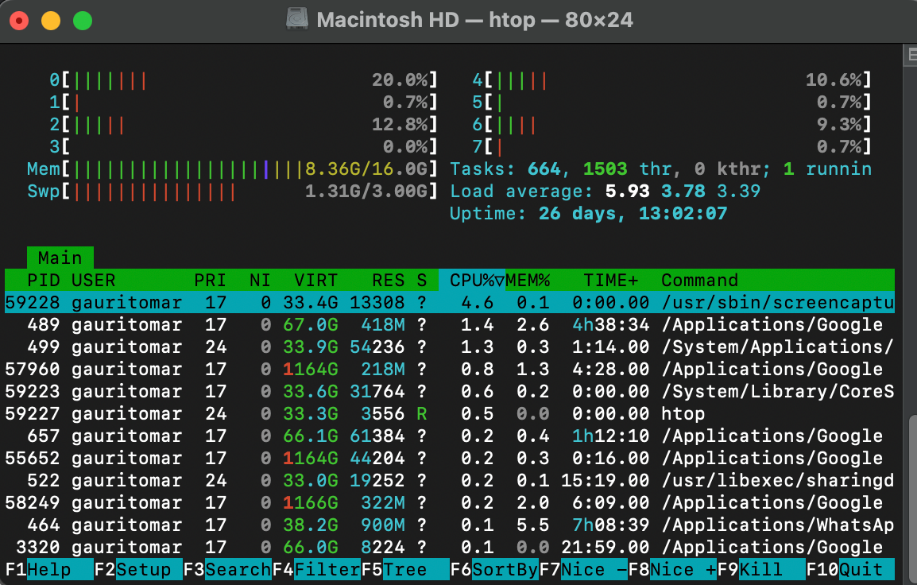 Macintosh HD — htop — 80×24
0[||||||| 20.0%] 4[||||| 10.6%]
1[| 0.7%] 5[| 0.7%]
2[||||| 12.8%] 6[|||| 9.3%]
3[ 0.0%] 7[| 0.7%]
Mem[|||||||||||||||||||||8.36G/16.0G] Tasks: 664, 1503 thr, 0 kthr; 1 runnin
Swp[||||||||||||||| 1.31G/3.00G] Load average: 5.93 3.78 3.39
Uptime: 26 days, 13:02:07
Main
PID USER PRI NI VIRT RES S CPU%▽MEM% TIME+ Command
59228 gauritomar 17 0 33.4G 13308 ? 4.6 0.1 0:00.00 /usr/sbin/screencaptu
489 gauritomar 17 0 67.0G 418M ? 1.4 2.6 4h38:34 /Applications/Google
499 gauritomar 24 0 33.9G 54236 ? 1.3 0.3 1:14.00 /System/Applications/
57960 gauritomar 17 0 1164G 218M ? 0.8 1.3 4:28.00 /Applications/Google
59223 gauritomar 17 0 33.6G 31764 ? 0.6 0.2 0:00.00 /System/Library/CoreS
59227 gauritomar 24 0 33.3G 3556 R 0.5 0.0 0:00.00 htop
657 gauritomar 17 0 66.1G 61384 ? 0.2 0.4 1h12:10 /Applications/Google
55652 gauritomar 17 0 1164G 44204 ? 0.2 0.3 0:16.00 /Applications/Google
522 gauritomar 24 0 33.0G 19252 ? 0.2 0.1 15:19.00 /usr/libexec/sharingd
58249 gauritomar 17 0 1166G 322M ? 0.2 2.0 6:09.00 /Applications/Google
464 gauritomar 17 0 38.2G 900M ? 0.1 5.5 7h08:39 /Applications/WhatsAp
3320 gauritomar 17 0 66.0G 8224 ? 0.1 0.0 21:59.00 /Applications/Google
F1Help F2Setup F3SearchF4FilterF5Tree F6SortByF7Nice -F8Nice +F9Kill F10Quit